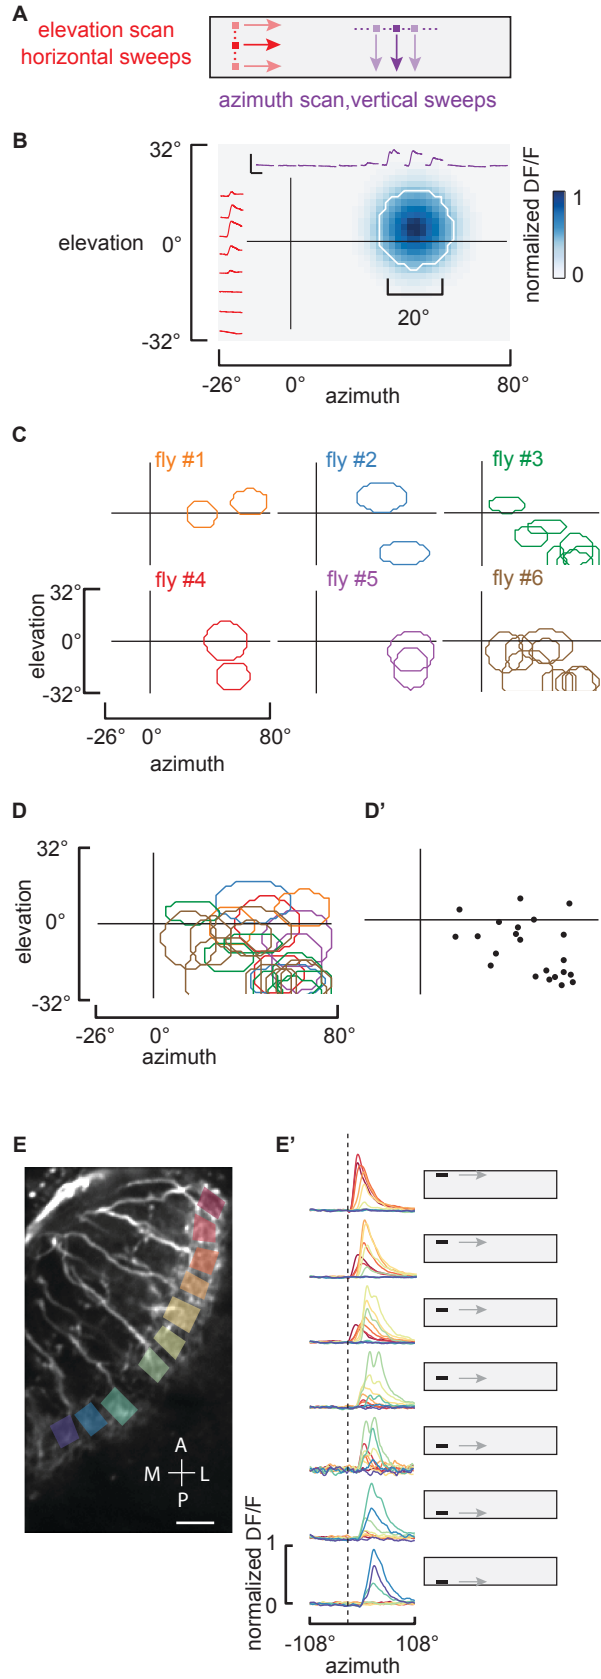 A
elevation scan
horizontal sweeps
azimuth scan,vertical sweeps
B
32°
elevation 0°
-32°
20°
normalized DF/F
1
0
-26° 0° 80°
azimuth
C
fly #1 fly #2 fly #3
fly #4 fly #5 fly #6
32°
0°
-32°
elevation
-26° 0° 80°
azimuth
D D'
32°
0°
-32°
elevation
-26° 0° 80°
azimuth
E E'
A
M L
P
normalized DF/F
1
0
-108° 108°
azimuth